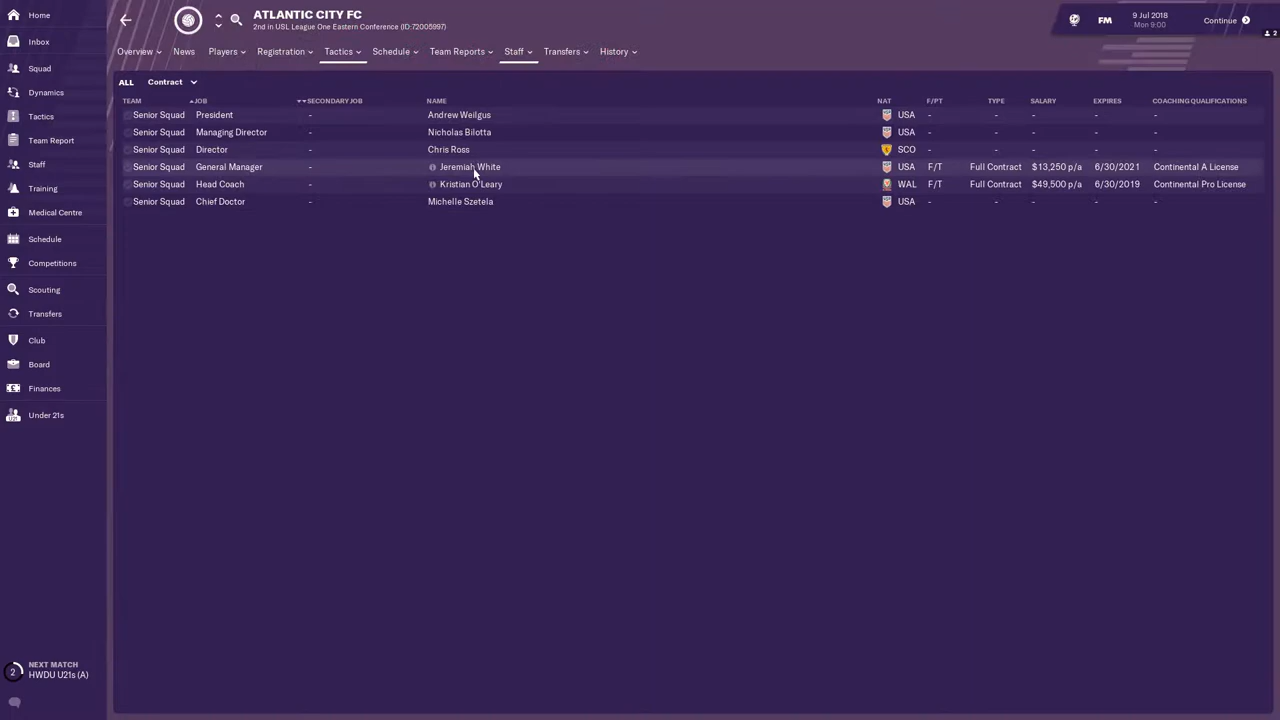 Home
Inbox
Squad
Dynamics
Tactics
Team Report
Staff
Training
Medical Centre
Schedule
Competitions
Scouting
Transfers
Club
Board
Finances
Under 21s
2 NEXT MATCH
HWDU U21s (A)
ATLANTIC CITY FC
2nd in USL League One Eastern Conference (ID:72005997)
FM
9 Jul 2018
Mon 9:00
Continue
2
Overview News Players Registration Tactics Schedule Team Reports Staff Transfers History
ALL Contract
TEAM JOB SECONDARY JOB NAME NAT F/PT TYPE SALARY EXPIRES COACHING QUALIFICATIONS
Senior Squad President - Andrew Weilgus USA - - - - -
Senior Squad Managing Director - Nicholas Bilotta USA - - - - -
Senior Squad Director - Chris Ross SCO - - - - -
Senior Squad General Manager - Jeremiah White USA F/T Full Contract $13,250 p/a 6/30/2021 Continental A License
Senior Squad Head Coach - Kristian O'Leary WAL F/T Full Contract $49,500 p/a 6/30/2019 Continental Pro License
Senior Squad Chief Doctor - Michelle Szetela USA - - - - -